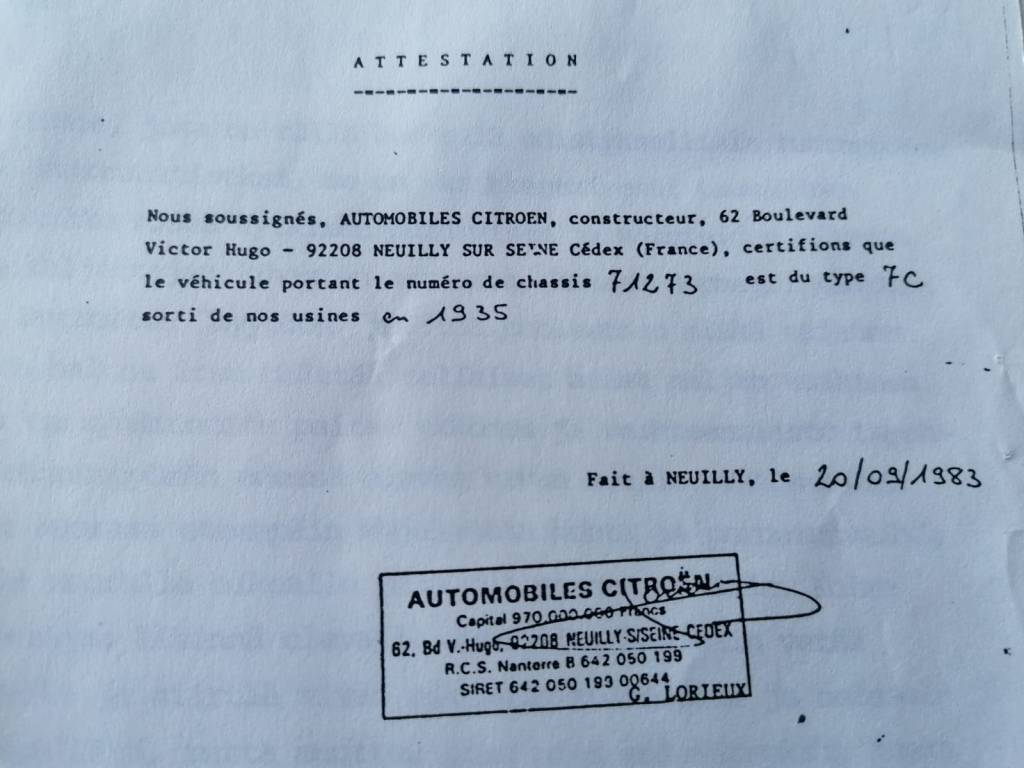 ATTESTATION
Nous soussignés, AUTOMOBILES CITROEN, constructeur, 62 Boulevard
Victor Hugo - 92208 NEUILLY SUR SEINE Cédex (France), certifions que
le véhicule portant le numéro de chassis 71273 est du type 7C
sorti de nos usines en 1935
Fait à NEUILLY, le 20/09/1983
AUTOMOBILES CITROËN
Capital 970.000.000 Francs
62, Bd V.-Hugo, 92208 NEUILLY-S/SEINE CEDEX
R.C.S. Nanterre B 642 050 199
SIRET 642 050 199 00644
G. LORIEUX